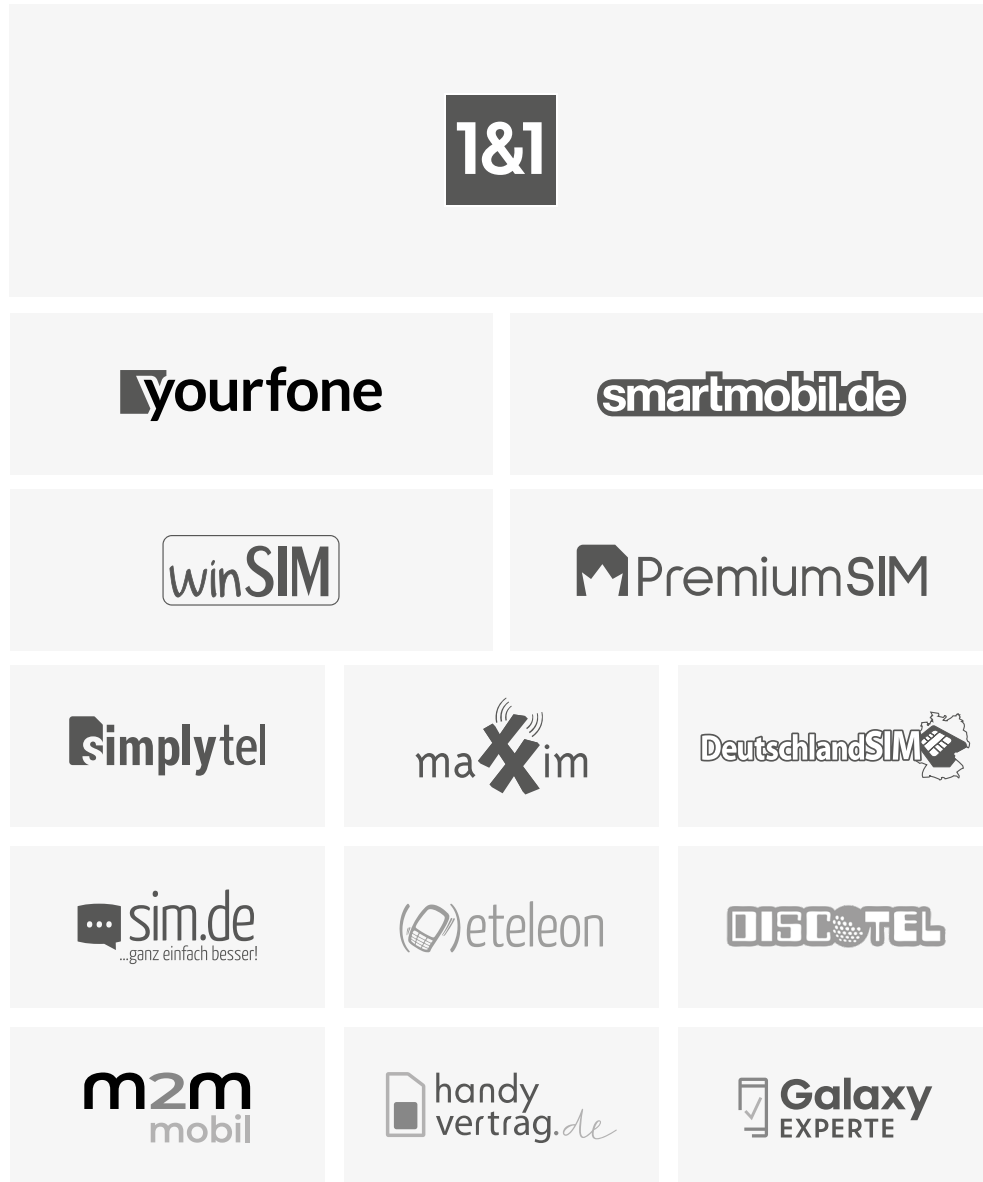 1&1
yourfone
smartmobil.de
winSIM
PremiumSIM
simplytel
maXXim
DeutschlandSIM
sim.de
...ganz einfach besser!
eteleon
DISCOTEL
m2m
mobil
handy
vertrag.de
Galaxy
EXPERTE